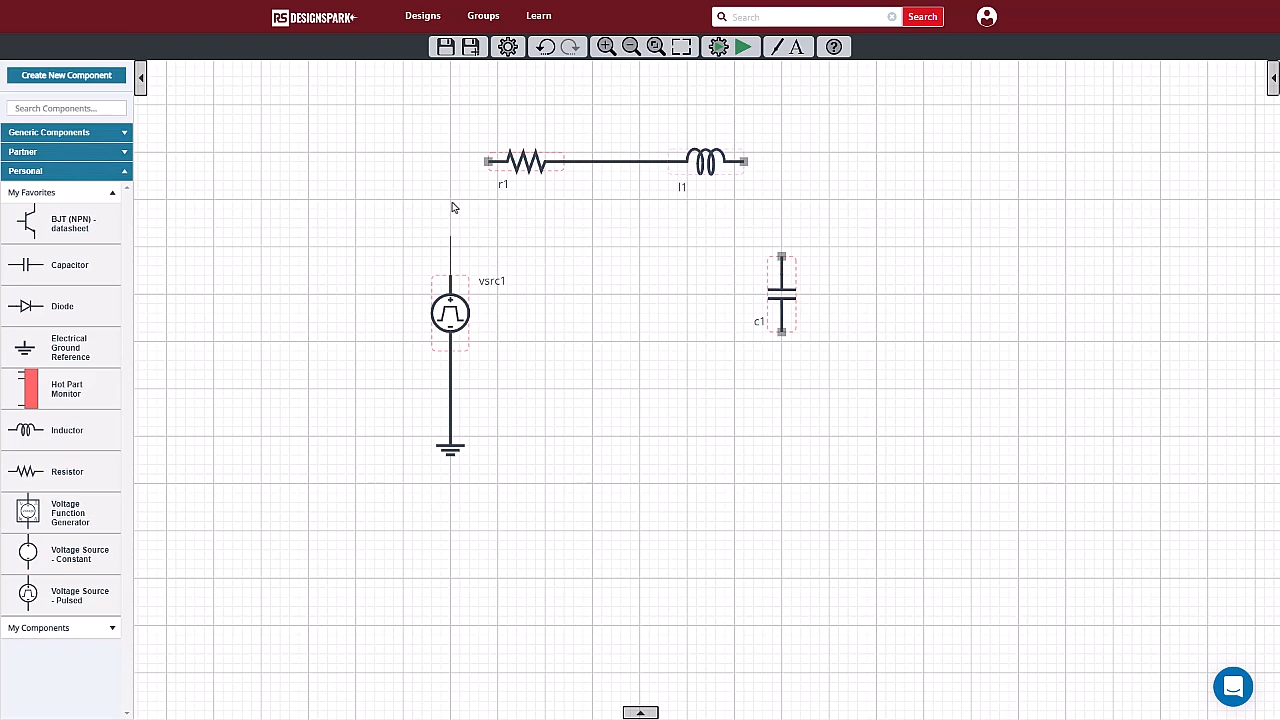 RS DESIGNSPARK
Designs
Groups
Learn
Search
Search
A
Create New Component
Search Components...
Generic Components
Partner
Personal
My Favorites
BJT (NPN) -
datasheet
Capacitor
Diode
Electrical
Ground
Reference
Hot Part
Monitor
Inductor
Resistor
Voltage
Function
Generator
Voltage Source
- Constant
Voltage Source
- Pulsed
My Components
r1
l1
vsrc1
c1